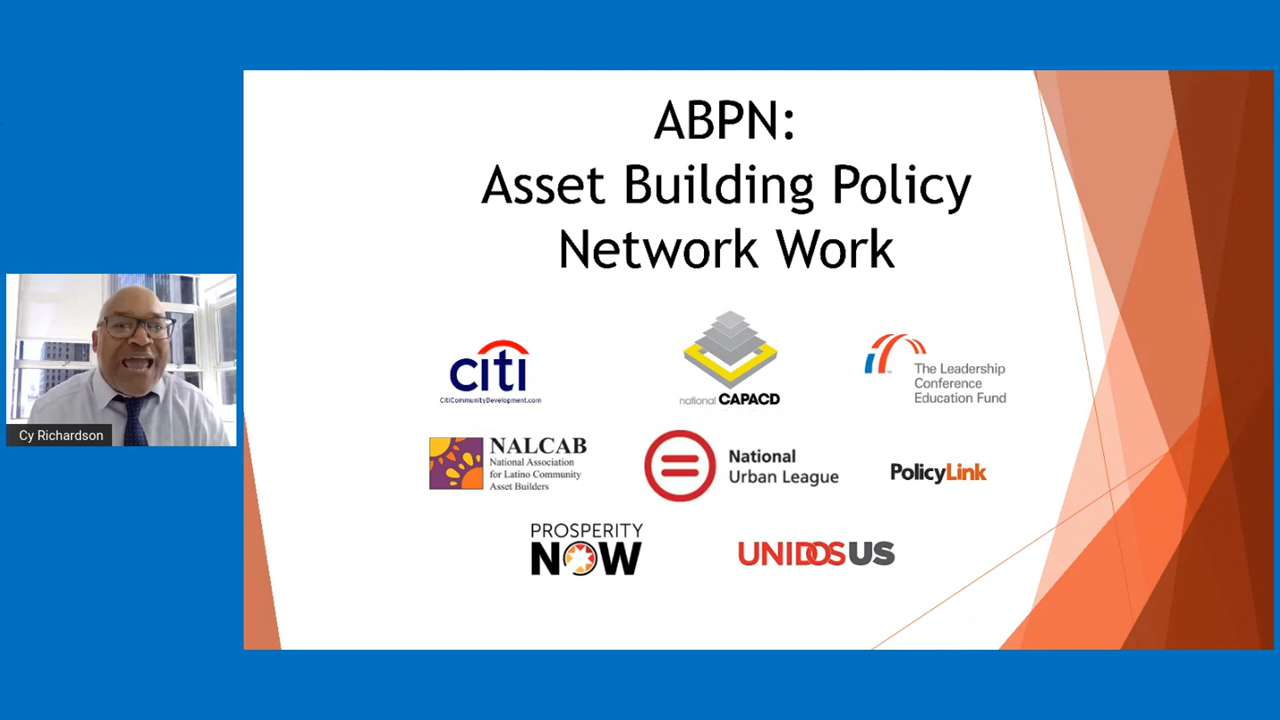 ABPN:
Asset Building Policy
Network Work
citi
CitiCommunityDevelopment.com
national CAPACD
The Leadership
Conference
Education Fund
NALCAB
National Association
for Latino Community
Asset Builders
National
Urban League
PolicyLink
PROSPERITY
NOW
UNIDOSUS
Cy Richardson